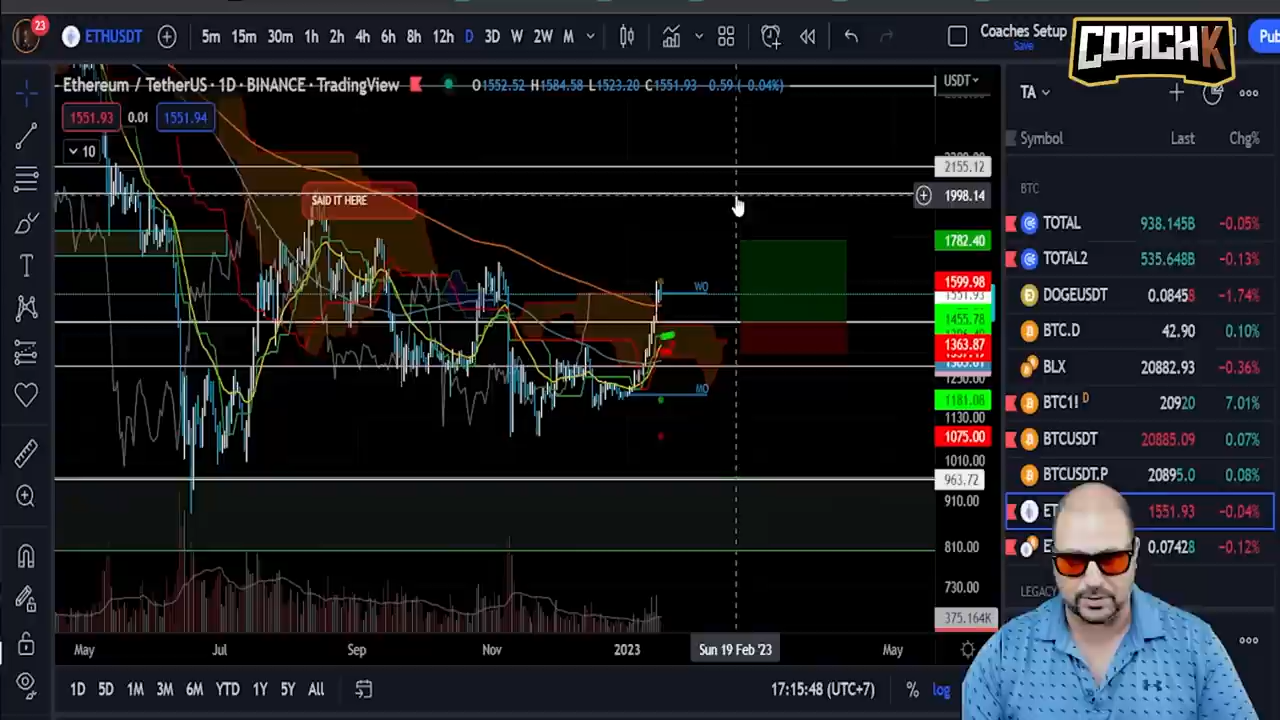 23
ETHUSDT
5m 15m 30m 1h 2h 4h 6h 8h 12h D 3D W 2W M
Coaches Setup
Save
Pub
COACHK
Ethereum / TetherUS · 1D · BINANCE · TradingView
O1552.52 H1584.58 L1523.20 C1551.93 −0.59 (−0.04%)
USDT
TA
1551.93 0.01 1551.94
10
Symbol Last Chg%
2155.12
SAID IT HERE
1998.14
BTC
TOTAL 938.145B −0.05%
1782.40
TOTAL2 535.648B −0.13%
WO
1599.98
1551.93
DOGEUSDT 0.08458 −1.74%
1455.78
BTC.D 42.90 0.10%
1363.87
BLX 20882.93 −0.36%
1250.00
MO
1181.08
BTC1! D 20920 7.01%
1130.00
1075.00
BTCUSDT 20885.09 0.07%
1010.00
963.72
BTCUSDT.P 20895.0 0.08%
910.00
1551.93 −0.04%
810.00
0.07428 −0.12%
730.00
LEGACY
375.164K
May Jul Sep Nov 2023 Sun 19 Feb '23 May
1D 5D 1M 3M 6M YTD 1Y 5Y All
17:15:48 (UTC+7) % log